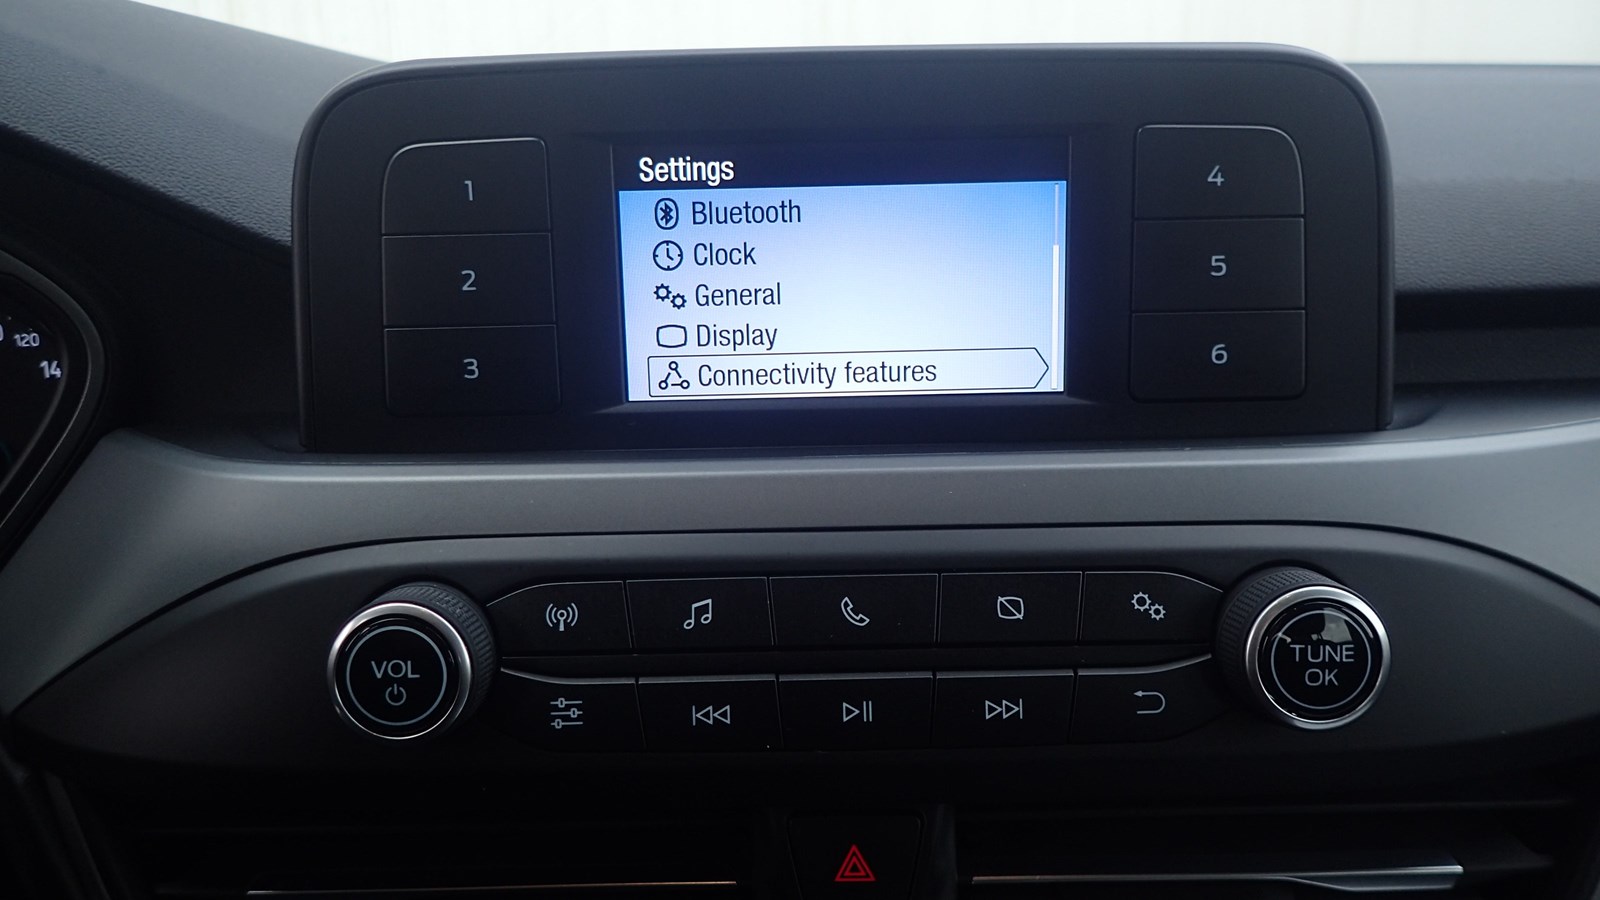 Settings
Bluetooth
Clock
General
Display
Connectivity features
1
2
3
4
5
6
120
14
VOL
TUNE
OK